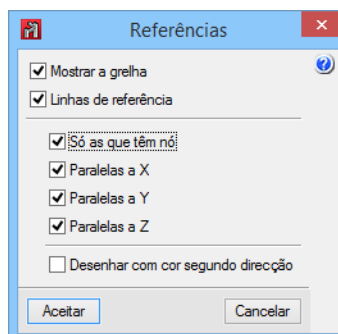 Referências
Mostrar a grelha
Linhas de referência
Só as que têm nó
Paralelas a X
Paralelas a Y
Paralelas a Z
Desenhar com cor segundo direcção
Aceitar
Cancelar